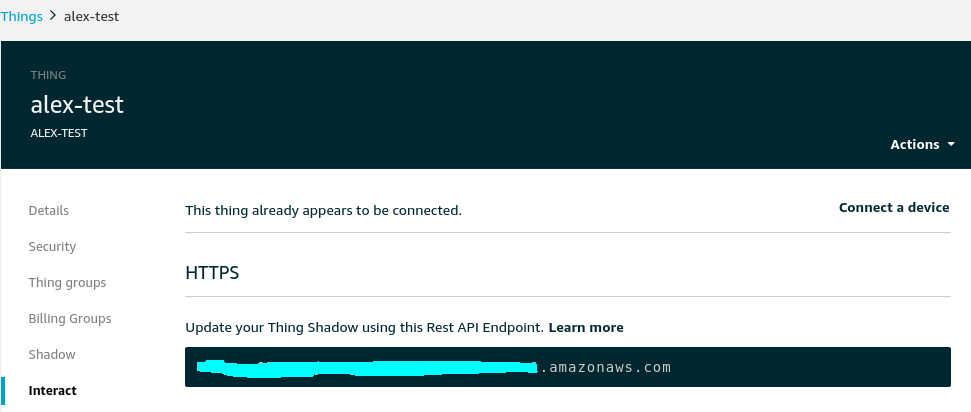 Things > alex-test
THING
alex-test
ALEX-TEST
Actions
Details
Security
Thing groups
Billing Groups
Shadow
Interact
This thing already appears to be connected.
Connect a device
HTTPS
Update your Thing Shadow using this Rest API Endpoint. Learn more
.amazonaws.com